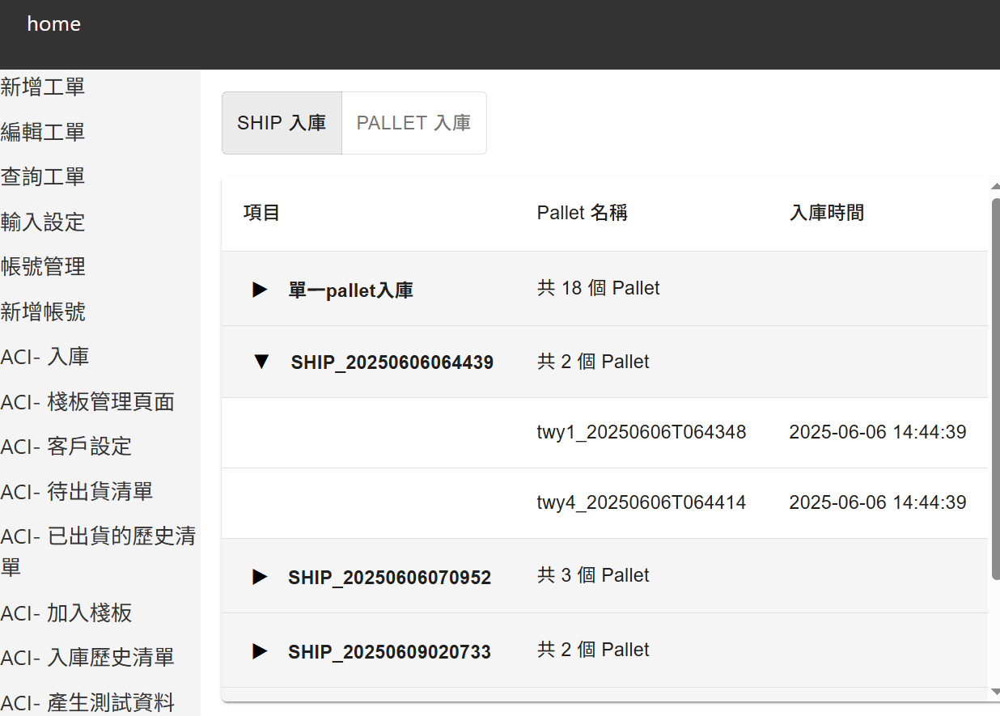 home
新增工單
編輯工單
查詢工單
輸入設定
帳號管理
新增帳號
ACI- 入庫
ACI- 棧板管理頁面
ACI- 客戶設定
ACI- 待出貨清單
ACI- 已出貨的歷史清
單
ACI- 加入棧板
ACI- 入庫歷史清單
ACI- 產生測試資料
SHIP 入庫 PALLET 入庫
項目 Pallet 名稱 入庫時間
▶ 單一pallet入庫 共 18 個 Pallet
▼ SHIP_20250606064439 共 2 個 Pallet
twy1_20250606T064348 2025-06-06 14:44:39
twy4_20250606T064414 2025-06-06 14:44:39
▶ SHIP_20250606070952 共 3 個 Pallet
▶ SHIP_20250609020733 共 2 個 Pallet